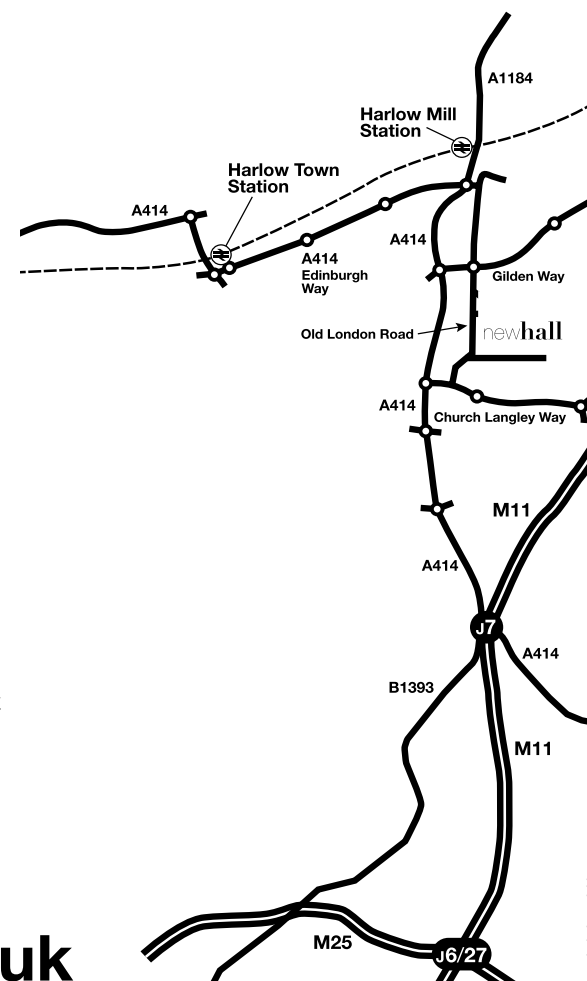 A1184
Harlow Mill
Station
Harlow Town
Station
A414
A414
A414
Edinburgh
Way
Gilden Way
Old London Road
newhall
A414
Church Langley Way
M11
A414
J7
A414
B1393
M11
M25
J6/27
uk